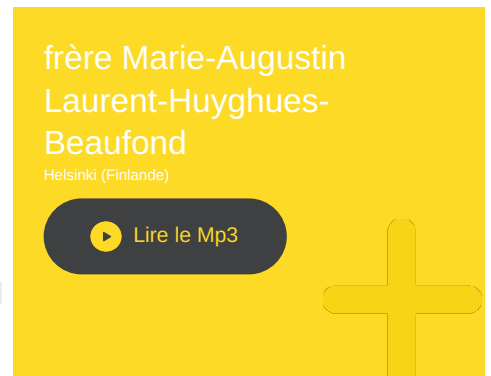 frère Marie-Augustin
Laurent-Huyghues-
Beaufond
Helsinki (Finlande)
Lire le Mp3